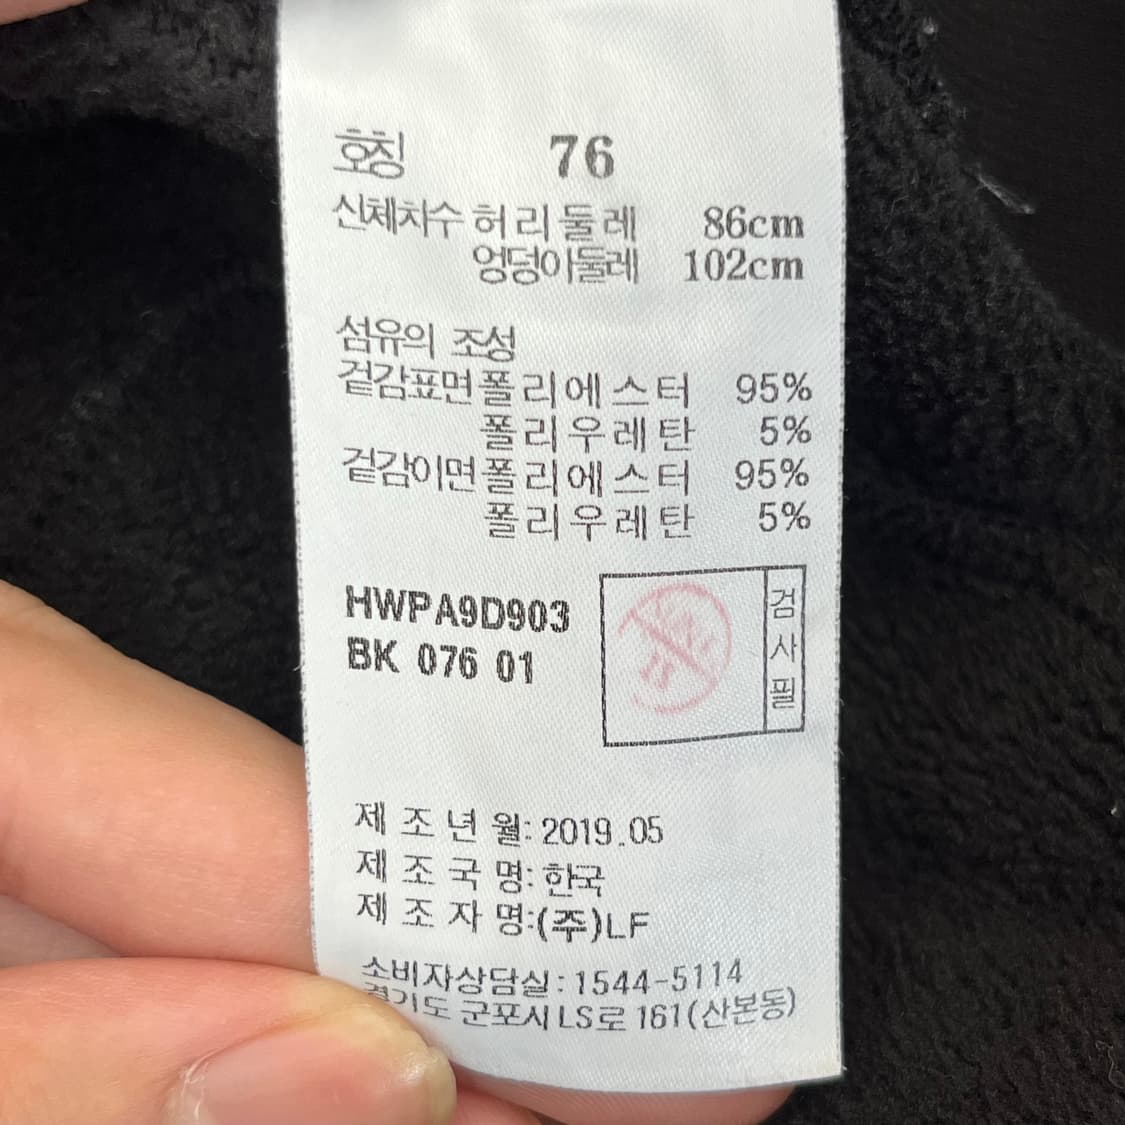 호칭 76
신체치수 허리둘레 86cm
엉덩이둘레 102cm
섬유의 조성
겉감표면 폴리에스터 95%
폴리우레탄 5%
겉감이면 폴리에스터 95%
폴리우레탄 5%
HWPA9D903
BK 076 01
검사필
제조년월: 2019.05
제조국명: 한국
제조자명:(주)LF
소비자상담실: 1544-5114
경기도 군포시 LS로 161(산본동)